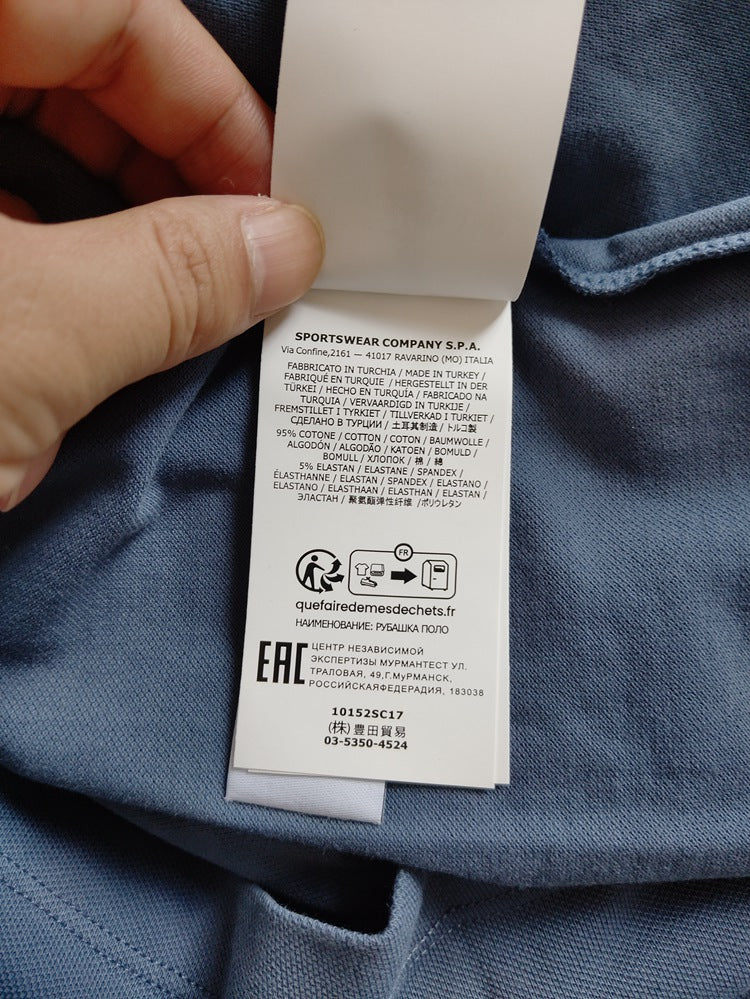 SPORTSWEAR COMPANY S.P.A.
Via Confine,2161 — 41017 RAVARINO (MO) ITALIA
FABBRICATO IN TURCHIA / MADE IN TURKEY /
FABRIQUÉ EN TURQUIE / HERGESTELLT IN DER
TÜRKEI / HECHO EN TURQUÍA / FABRICADO NA
TURQUIA / VERVAARDIGD IN TURKIJE /
FREMSTILLET I TYRKIET / TILLVERKAD I TURKIET /
СДЕЛАНО В ТУРЦИИ / 土耳其制造 / トルコ製
95% COTONE / COTTON / COTON / BAUMWOLLE /
ALGODÓN / ALGODÃO / KATOEN / BOMULD /
BOMULL / ХЛОПОК / 棉 / 綿
5% ELASTAN / ELASTANE / SPANDEX /
ÉLASTHANNE / ELASTAN / SPANDEX / ELASTANO /
ELASTANO / ELASTHAAN / ELASTHAN / ELASTAN /
ЭЛАСТАН / 聚氨酯弹性纤维 /ポリウレタン
FR
quefairedemesdechets.fr
НАИМЕНОВАНИЕ: РУБАШКА ПОЛО
EAC
ЦЕНТР НЕЗАВИСИМОЙ
ЭКСПЕРТИЗЫ МУРМАНТЕСТ УЛ.
ТРАЛОВАЯ, 49,Г.МуРМАНСК,
РОССИЙСКАЯФЕДЕРАДИЯ, 183038
10152SC17
(株)豊田貿易
03-5350-4524